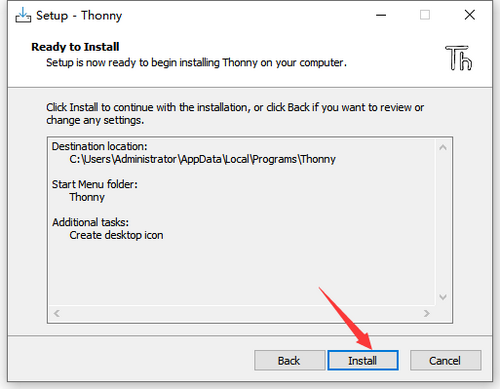 Setup - Thonny
Ready to Install
Setup is now ready to begin installing Thonny on your computer.
Th
Click Install to continue with the installation, or click Back if you want to review or
change any settings.
Destination location:
C:\Users\Administrator\AppData\Local\Programs\Thonny
Start Menu folder:
Thonny
Additional tasks:
Create desktop icon
Back
Install
Cancel